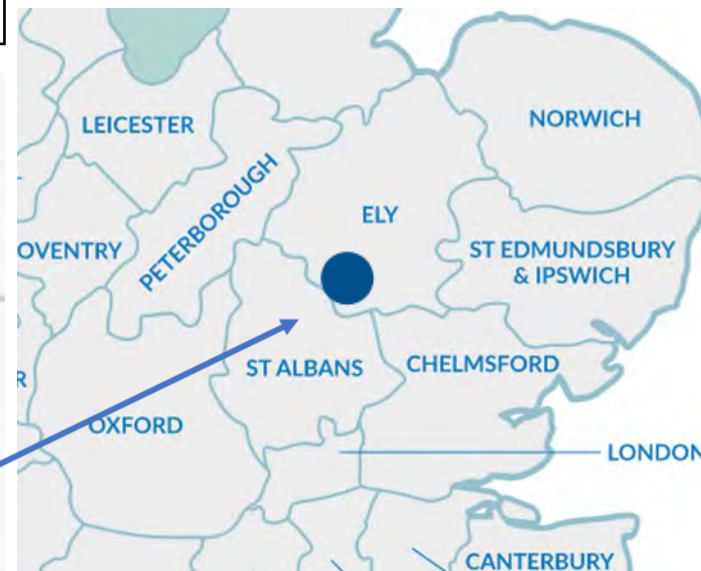 LEICESTER
NORWICH
PETERBOROUGH
ELY
OVENTRY
ST EDMUNDSBURY
& IPSWICH
ST ALBANS
CHELMSFORD
R
OXFORD
LONDON
CANTERBURY